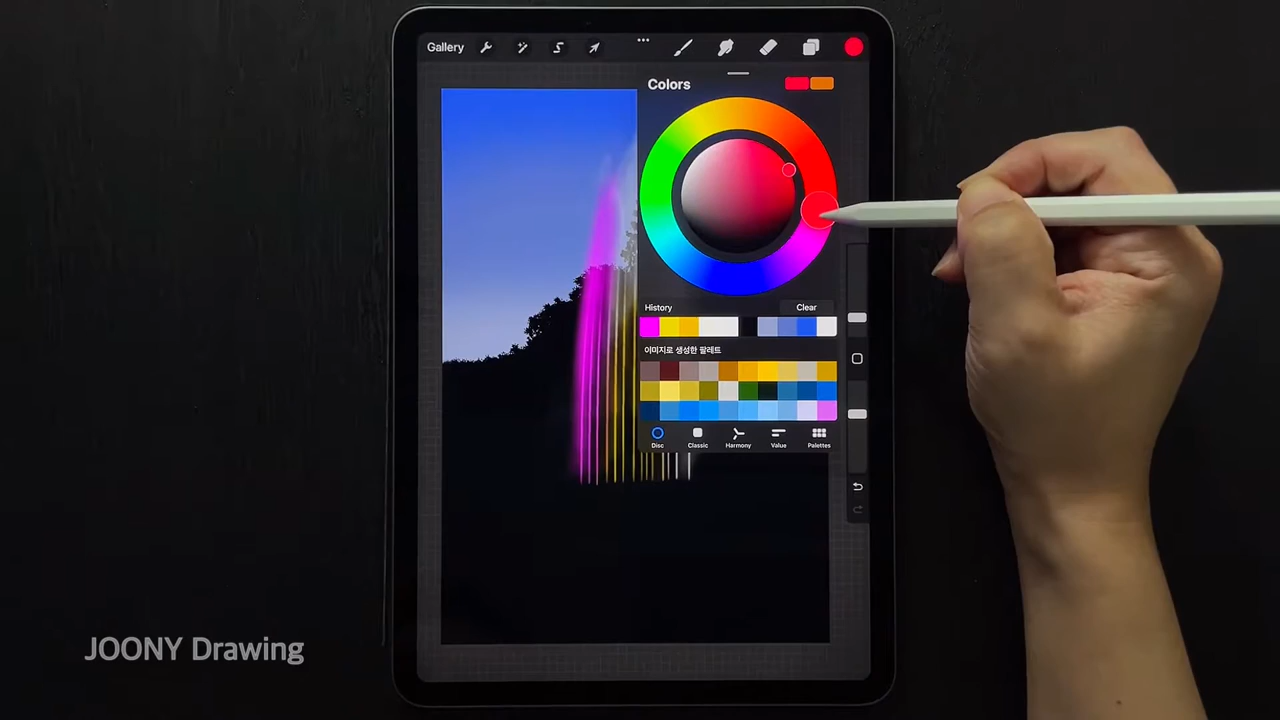 Gallery
Colors
History
Clear
이미지로 생성한 팔레트
Disc
Classic
Harmony
Value
Palettes
JOONY Drawing